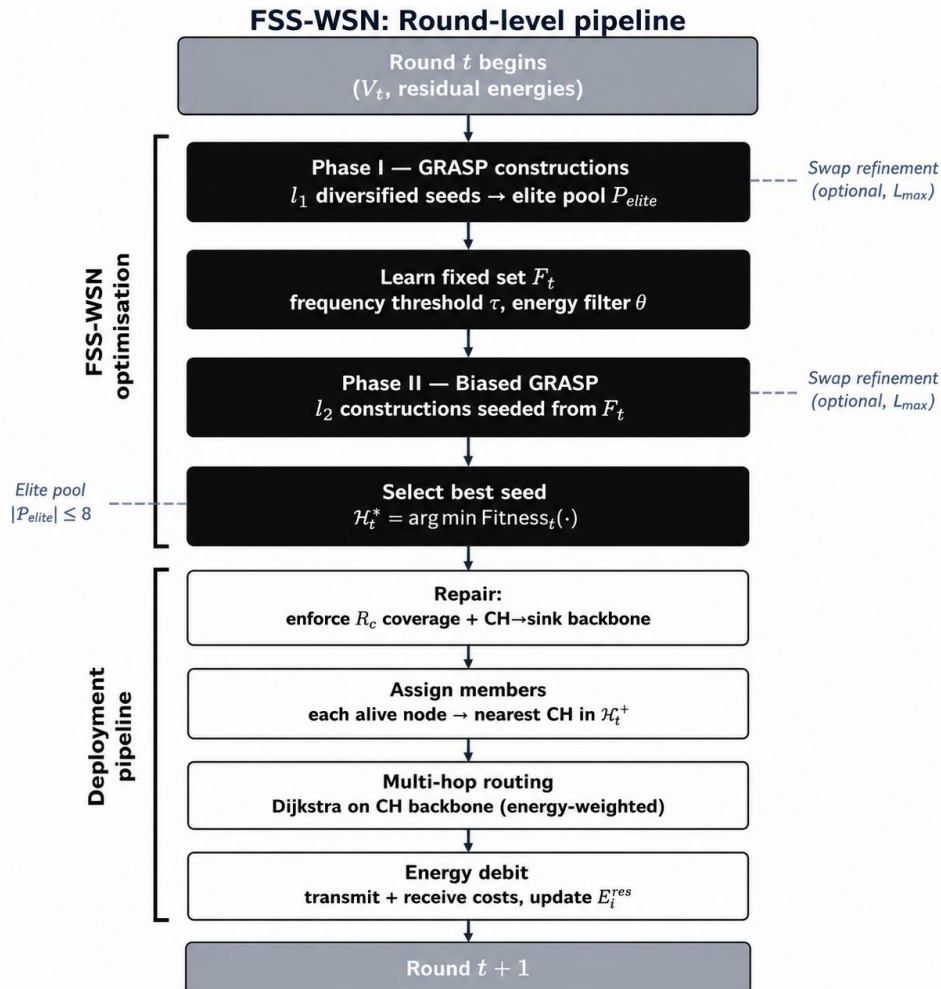 FSS-WSN: Round-level pipeline
Round t begins
(V_t, residual energies)
Phase I — GRASP constructions
l_1 diversified seeds → elite pool P_elite
Swap refinement
(optional, L_max)
Learn fixed set F_t
frequency threshold τ, energy filter θ
FSS-WSN
optimisation
Phase II — Biased GRASP
l_2 constructions seeded from F_t
Swap refinement
(optional, L_max)
Select best seed
ℋ_t^* = arg min Fitness_t(·)
Elite pool
|𝒫_elite| ≤ 8
Repair:
enforce R_c coverage + CH→sink backbone
Assign members
each alive node → nearest CH in ℋ_t^+
Deployment
pipeline
Multi-hop routing
Dijkstra on CH backbone (energy-weighted)
Energy debit
transmit + receive costs, update E_i^res
Round t + 1